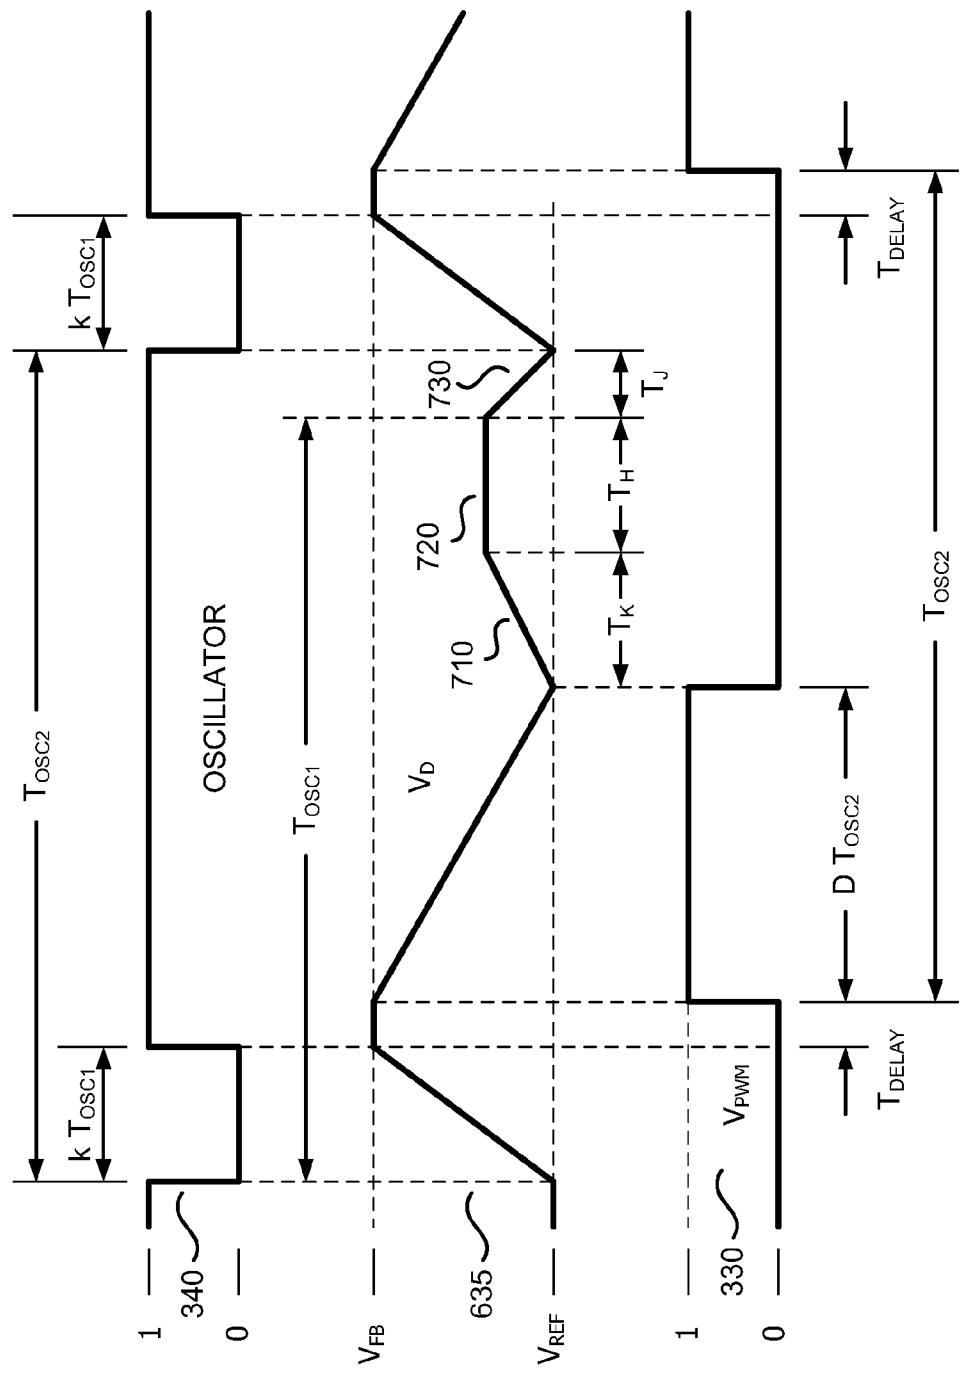 T_OSC2
k T_OSC1
k T_OSC1
1
340
0
OSCILLATOR
T_OSC1
V_FB
635
V_REF
V_D
710
720
730
T_K
T_H
T_J
1
330
0
V_PWM
D T_OSC2
T_DELAY
T_DELAY
T_OSC2